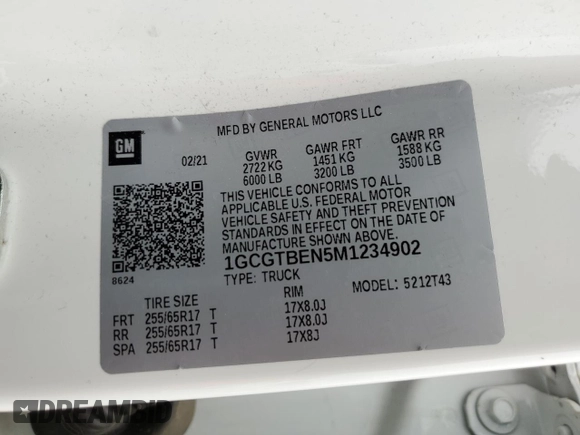 MFD BY GENERAL MOTORS LLC
GM
02/21 GVWR GAWR FRT GAWR RR
2722 KG 1451 KG 1588 KG
6000 LB 3200 LB 3500 LB
THIS VEHICLE CONFORMS TO ALL
APPLICABLE U.S. FEDERAL MOTOR
VEHICLE SAFETY AND THEFT PREVENTION
STANDARDS IN EFFECT ON THE DATE OF
MANUFACTURE SHOWN ABOVE.
1GCGTBEN5M1234902
8624
TYPE: TRUCK MODEL: 5212T43
TIRE SIZE RIM
FRT 255/65R17 T 17X8.0J
RR 255/65R17 T 17X8.0J
SPA 255/65R17 T 17X8J
DREAMBID